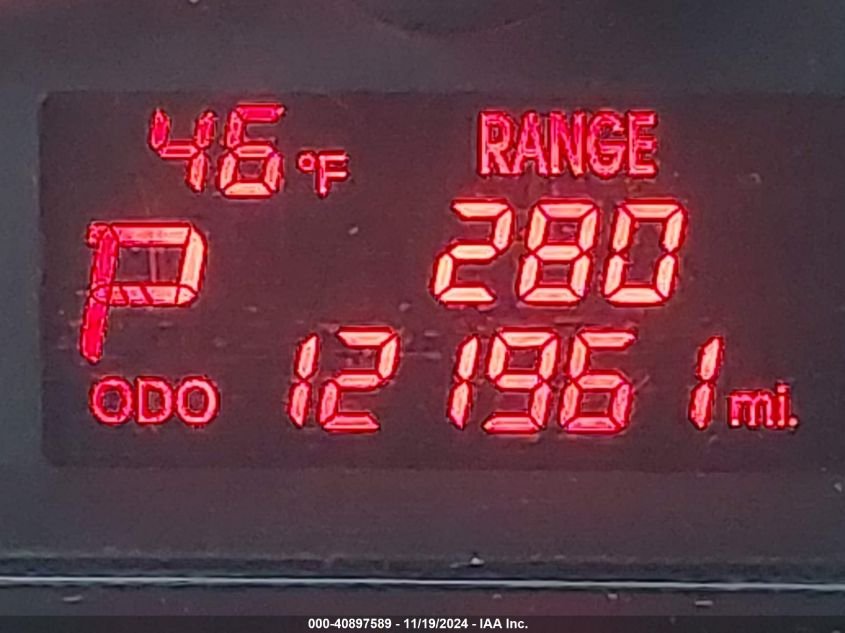 46 °F RANGE
P 280
ODO 121961 mi.
000-40897589 - 11/19/2024 - IAA Inc.